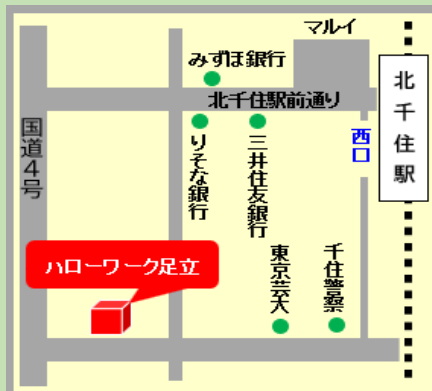 マルイ
みずほ銀行
北千住駅前通り
北千住駅
西口
国道4号
りそな銀行
三井住友銀行
ハローワーク足立
東京芸大
千住警察